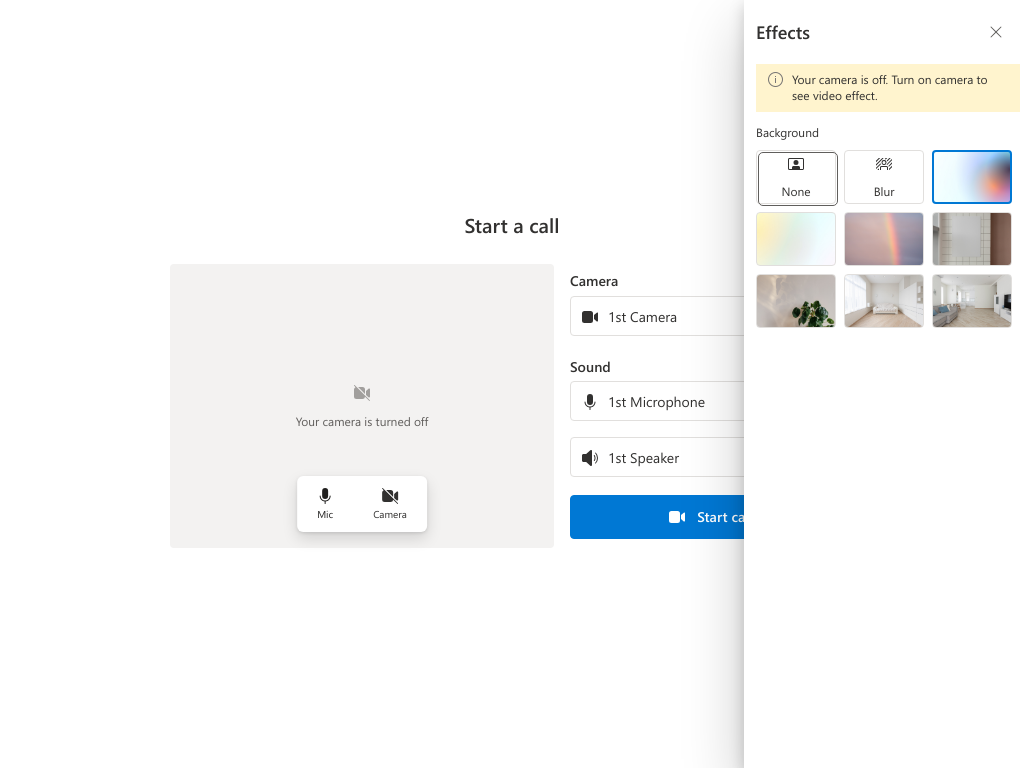 Effects
Your camera is off. Turn on camera to
see video effect.
Background
None
Blur
Start a call
Camera
1st Camera
Your camera is turned off
Sound
1st Microphone
1st Speaker
Mic
Camera
Start ca